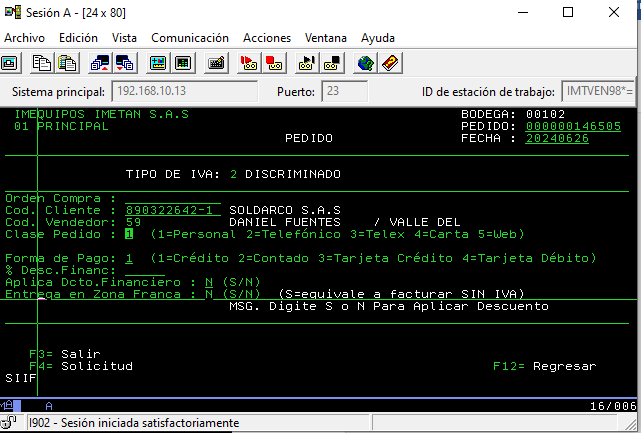 Sesión A - [24 x 80]
Archivo Edición Vista Comunicación Acciones Ventana Ayuda
Sistema principal: 192.168.10.13 Puerto: 23 ID de estación de trabajo: IMTVEN98*=
IMEQUIPOS IMETAN S.A.S BODEGA: 00102
01 PRINCIPAL PEDIDO: 000000146505
PEDIDO FECHA : 20240626
TIPO DE IVA: 2 DISCRIMINADO
Orden Compra :
Cod. Cliente : 890322642-1 SOLDARCO S.A.S
Cod. Vendedor: 59 DANIEL FUENTES / VALLE DEL
Clase Pedido : 1 (1=Personal 2=Telefónico 3=Telex 4=Carta 5=Web)
Forma de Pago: 1 (1=Crédito 2=Contado 3=Tarjeta Crédito 4=Tarjeta Débito)
% Desc.Financ:
Aplica Dcto.Financiero : N (S/N)
Entrega en Zona Franca : N (S/N) (S=equivale a facturar SIN IVA)
MSG. Digite S o N Para Aplicar Descuento
F3= Salir
F4= Solicitud F12= Regresar
SIIF
MA A 16/006
I902 - Sesión iniciada satisfactoriamente